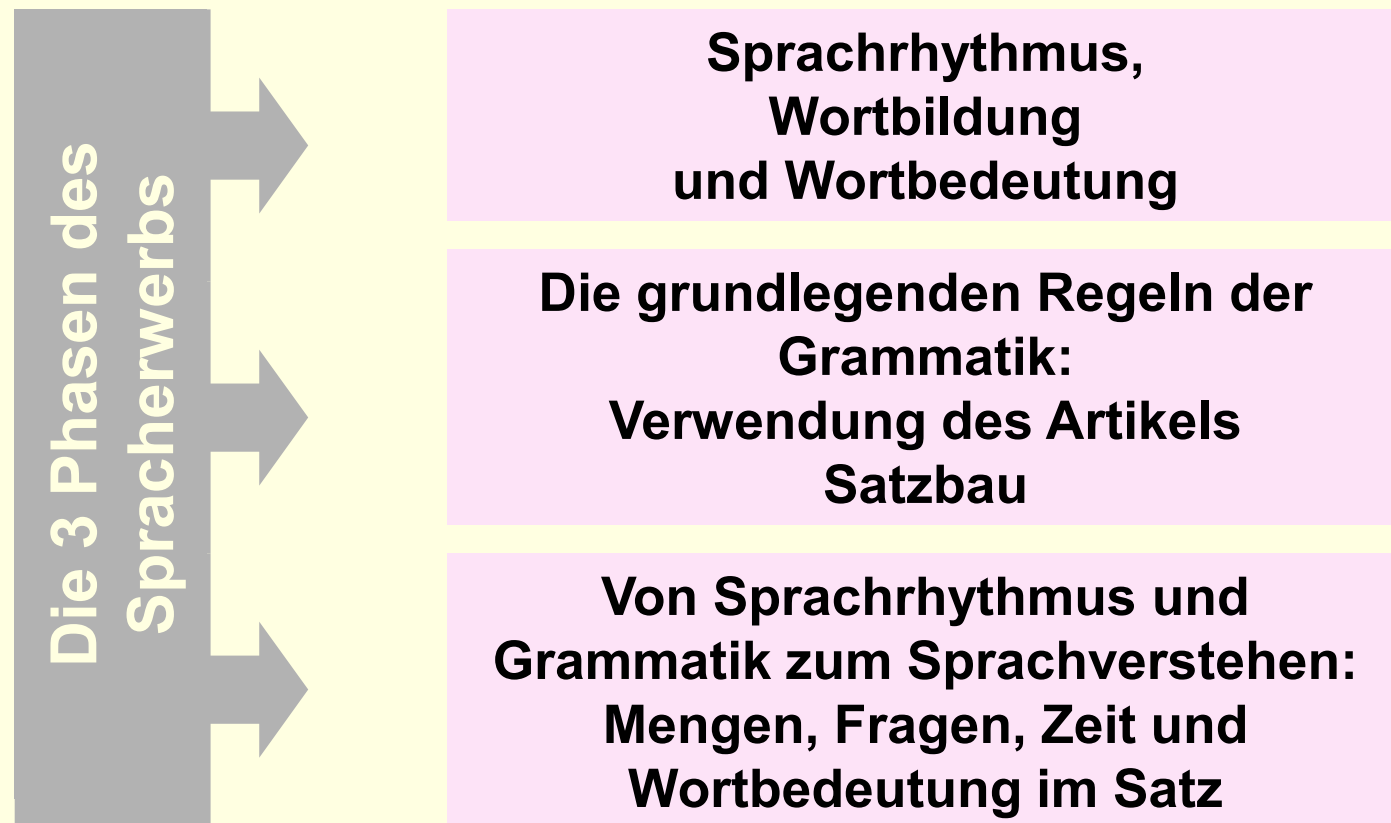 Die 3 Phasen des
Spracherwerbs
Sprachrhythmus,
Wortbildung
und Wortbedeutung
Die grundlegenden Regeln der
Grammatik:
Verwendung des Artikels
Satzbau
Von Sprachrhythmus und
Grammatik zum Sprachverstehen:
Mengen, Fragen, Zeit und
Wortbedeutung im Satz